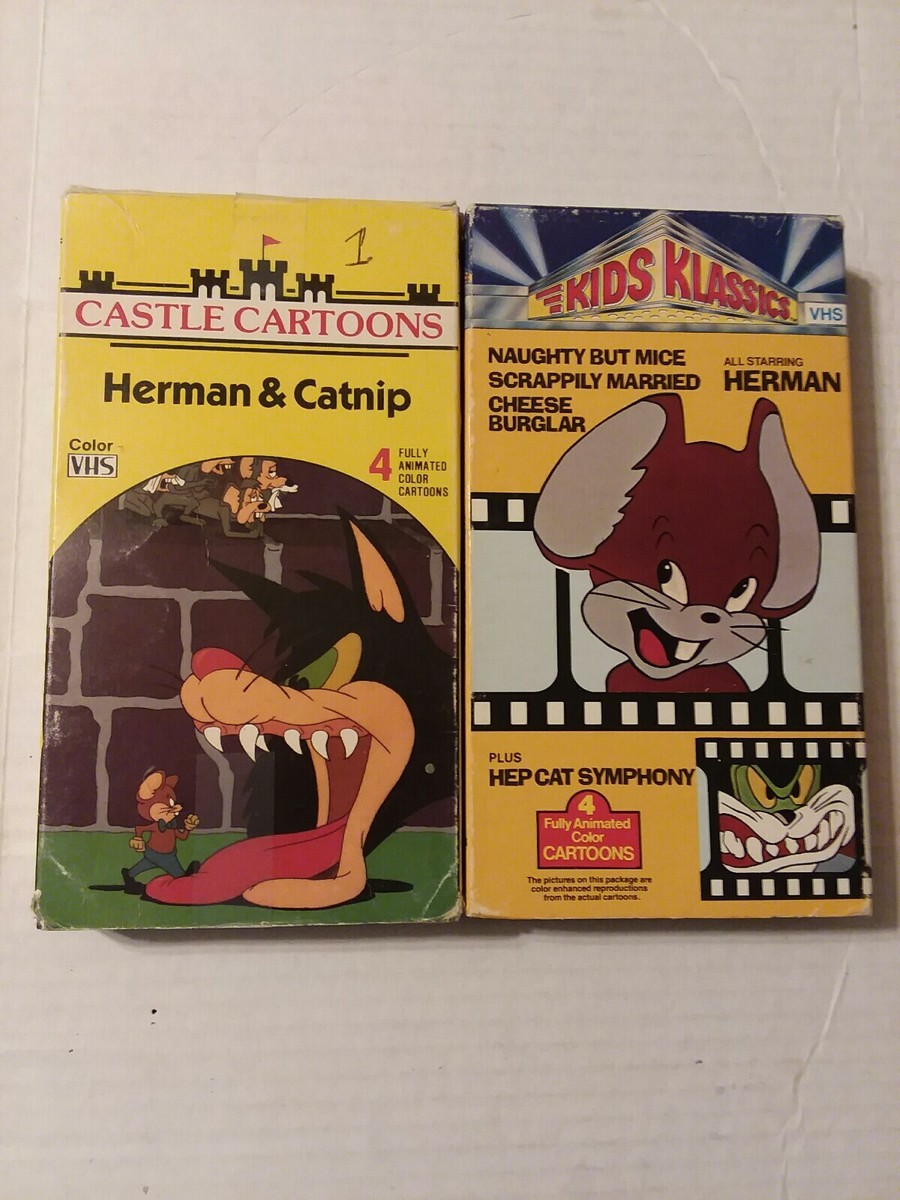 1
CASTLE CARTOONS
Herman & Catnip
Color
VHS
4 FULLY
ANIMATED
COLOR
CARTOONS
KIDS KLASSICS
VHS
NAUGHTY BUT MICE
SCRAPPILY MARRIED
CHEESE
BURGLAR
ALL STARRING
HERMAN
PLUS
HEP CAT SYMPHONY
4
Fully Animated
Color
CARTOONS
The pictures on this package are
color enhanced reproductions
from the actual cartoons.